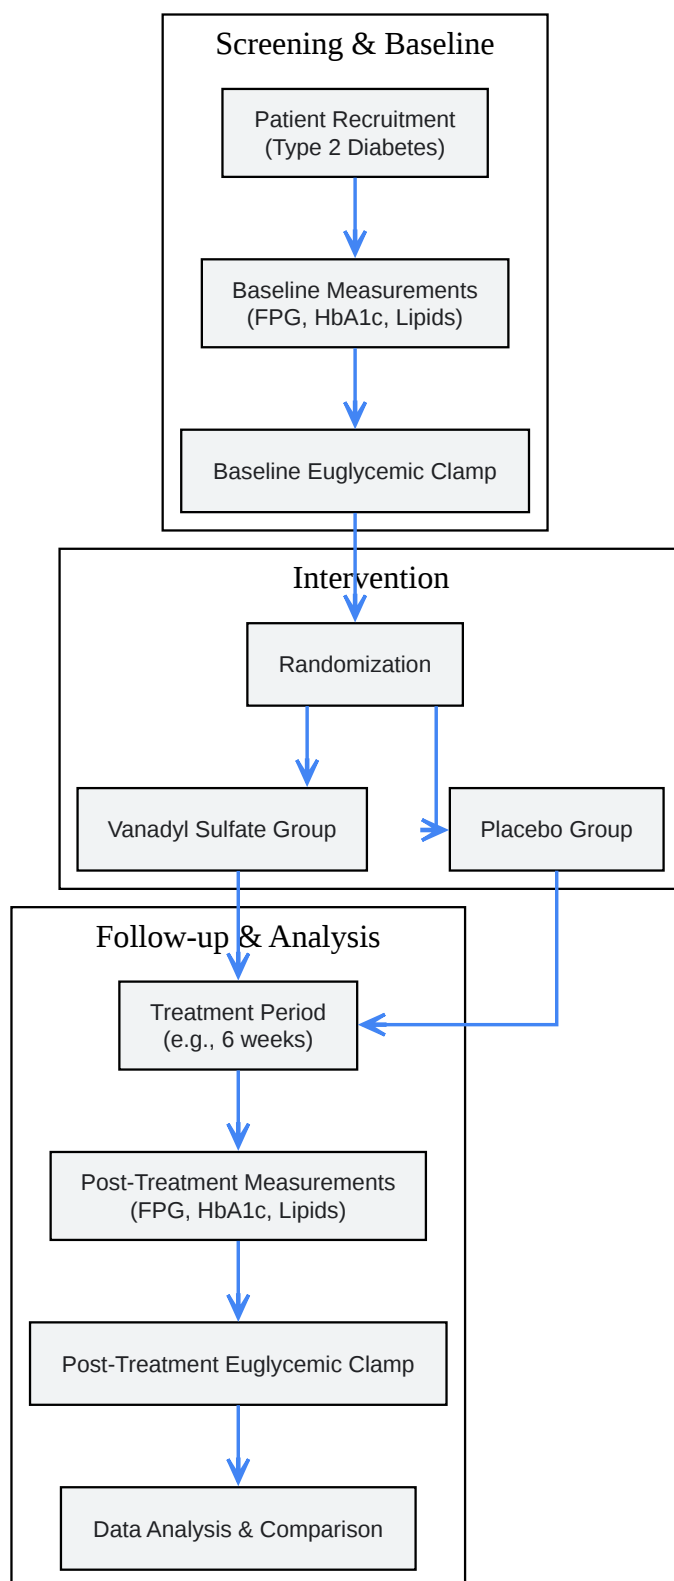 Screening & Baseline
Patient Recruitment
(Type 2 Diabetes)
Baseline Measurements
(FPG, HbA1c, Lipids)
Baseline Euglycemic Clamp
Intervention
Randomization
Vanadyl Sulfate Group
Placebo Group
Follow-up & Analysis
Treatment Period
(e.g., 6 weeks)
Post-Treatment Measurements
(FPG, HbA1c, Lipids)
Post-Treatment Euglycemic Clamp
Data Analysis & Comparison